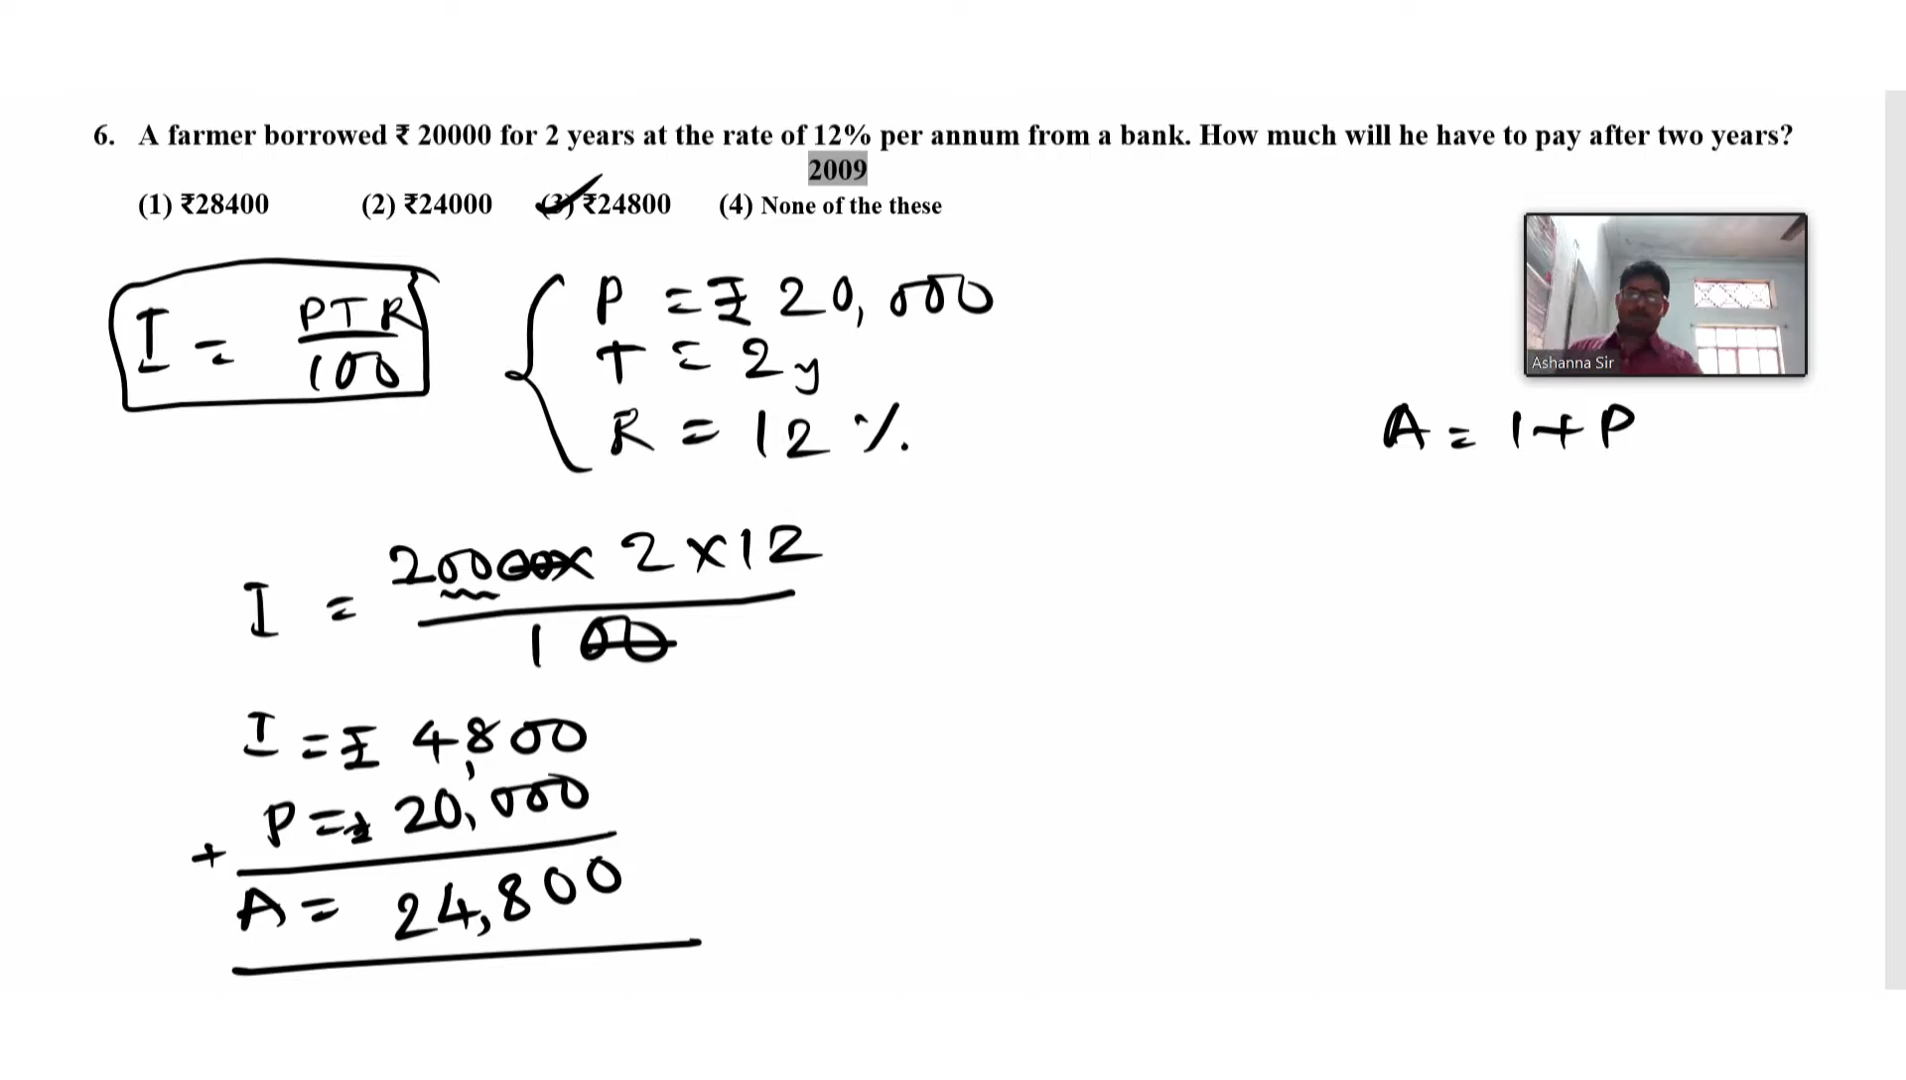 6. A farmer borrowed ₹ 20000 for 2 years at the rate of 12% per annum from a bank. How much will he have to pay after two years?
2009
(1) ₹28400 (2) ₹24000 (3) ₹24800 (4) None of the these
I = PTR
100
P = ₹ 20,000
T = 2y
R = 12 %.
Ashanna Sir
A = I + P
I = 20000 x 2 x 12
100
I = ₹ 4,800
+ P = ₹ 20,000
A = 24,800